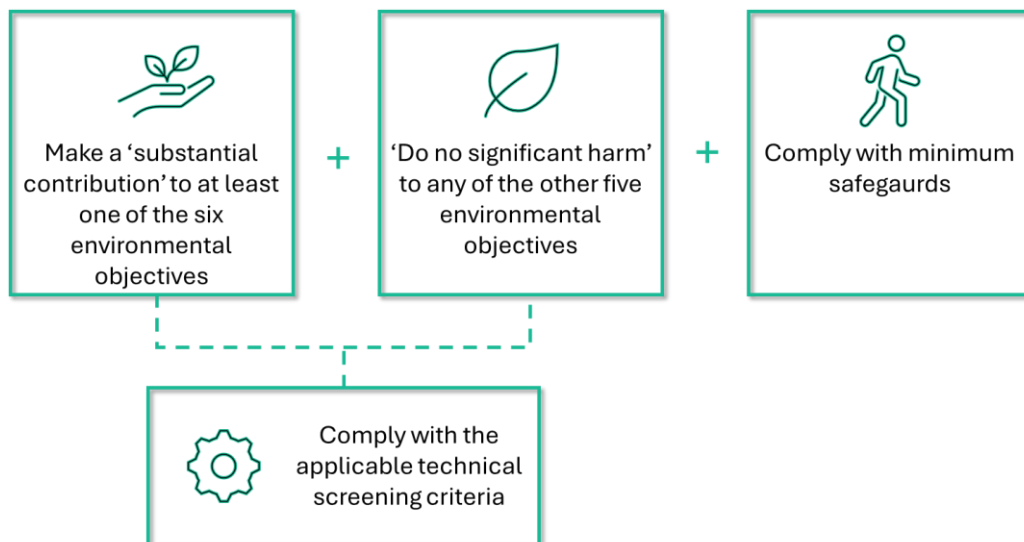 Make a ‘substantial
contribution’ to at least
one of the six
environmental
objectives
+
‘Do no significant harm’
to any of the other five
environmental
objectives
+
Comply with minimum
safegaurds
Comply with the
applicable technical
screening criteria